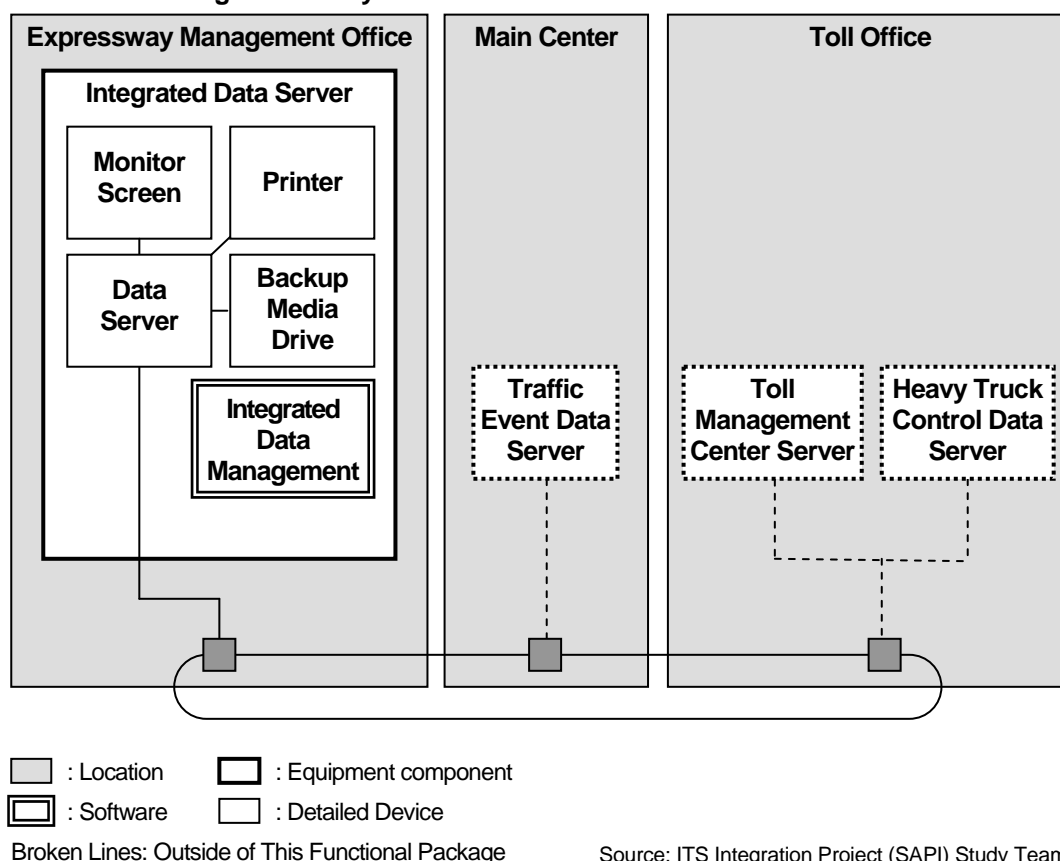 Expressway Management Office
Main Center
Toll Office
Integrated Data Server
Monitor
Screen
Printer
Data
Server
Backup
Media
Drive
Integrated
Data
Management
Traffic
Event Data
Server
Toll
Management
Center Server
Heavy Truck
Control Data
Server
: Location
: Equipment component
: Software
: Detailed Device
Broken Lines: Outside of This Functional Package
Source: ITS Integration Project (SAPI) Study Team